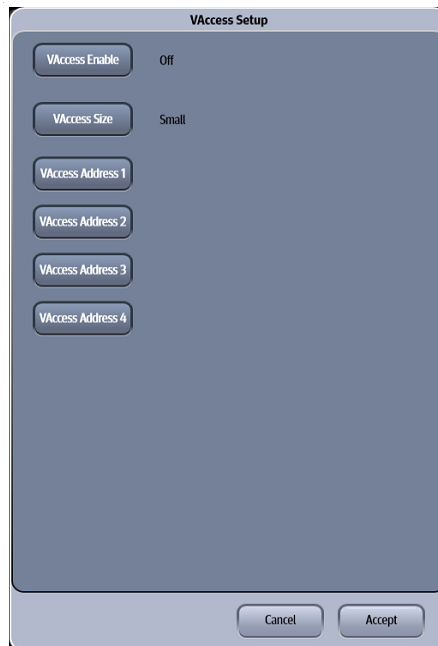 VAccess Setup
VAccess Enable Off
VAccess Size Small
VAccess Address 1
VAccess Address 2
VAccess Address 3
VAccess Address 4
Cancel Accept